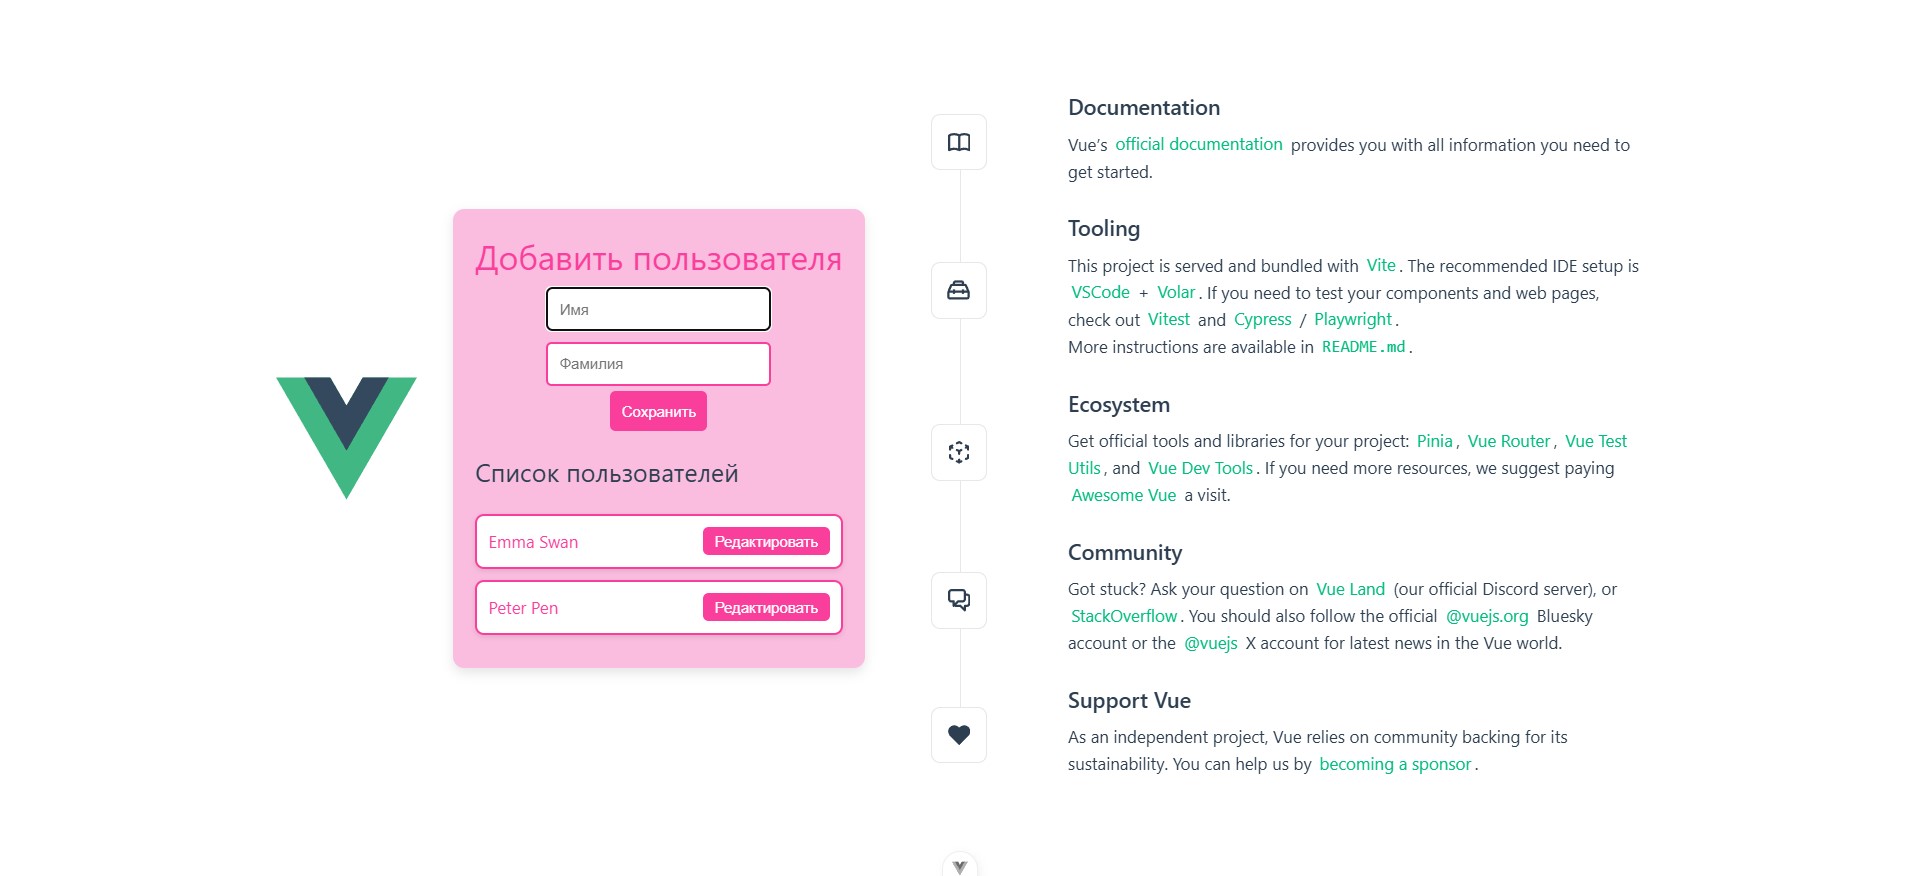 Добавить пользователя
Имя
Фамилия
Сохранить
Список пользователей
Emma Swan
Редактировать
Peter Pen
Редактировать
Documentation
Vue’s official documentation provides you with all information you need to
get started.
Tooling
This project is served and bundled with Vite. The recommended IDE setup is
VSCode + Volar. If you need to test your components and web pages,
check out Vitest and Cypress / Playwright.
More instructions are available in README.md.
Ecosystem
Get official tools and libraries for your project: Pinia, Vue Router, Vue Test
Utils, and Vue Dev Tools. If you need more resources, we suggest paying
Awesome Vue a visit.
Community
Got stuck? Ask your question on Vue Land (our official Discord server), or
StackOverflow. You should also follow the official @vuejs.org Bluesky
account or the @vuejs X account for latest news in the Vue world.
Support Vue
As an independent project, Vue relies on community backing for its
sustainability. You can help us by becoming a sponsor.